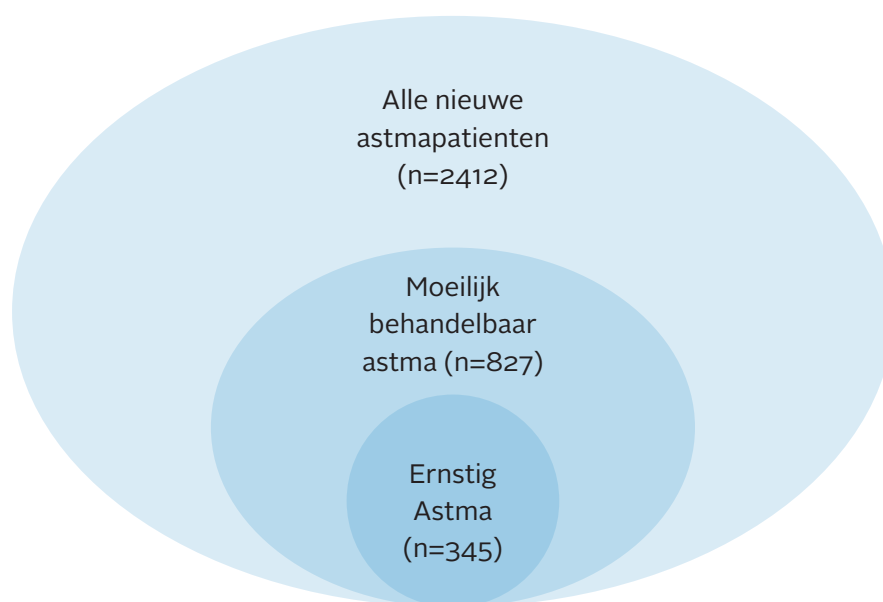 Alle nieuwe
astmapatienten
(n=2412)
Moeilijk
behandelbaar
astma (n=827)
Ernstig
Astma
(n=345)